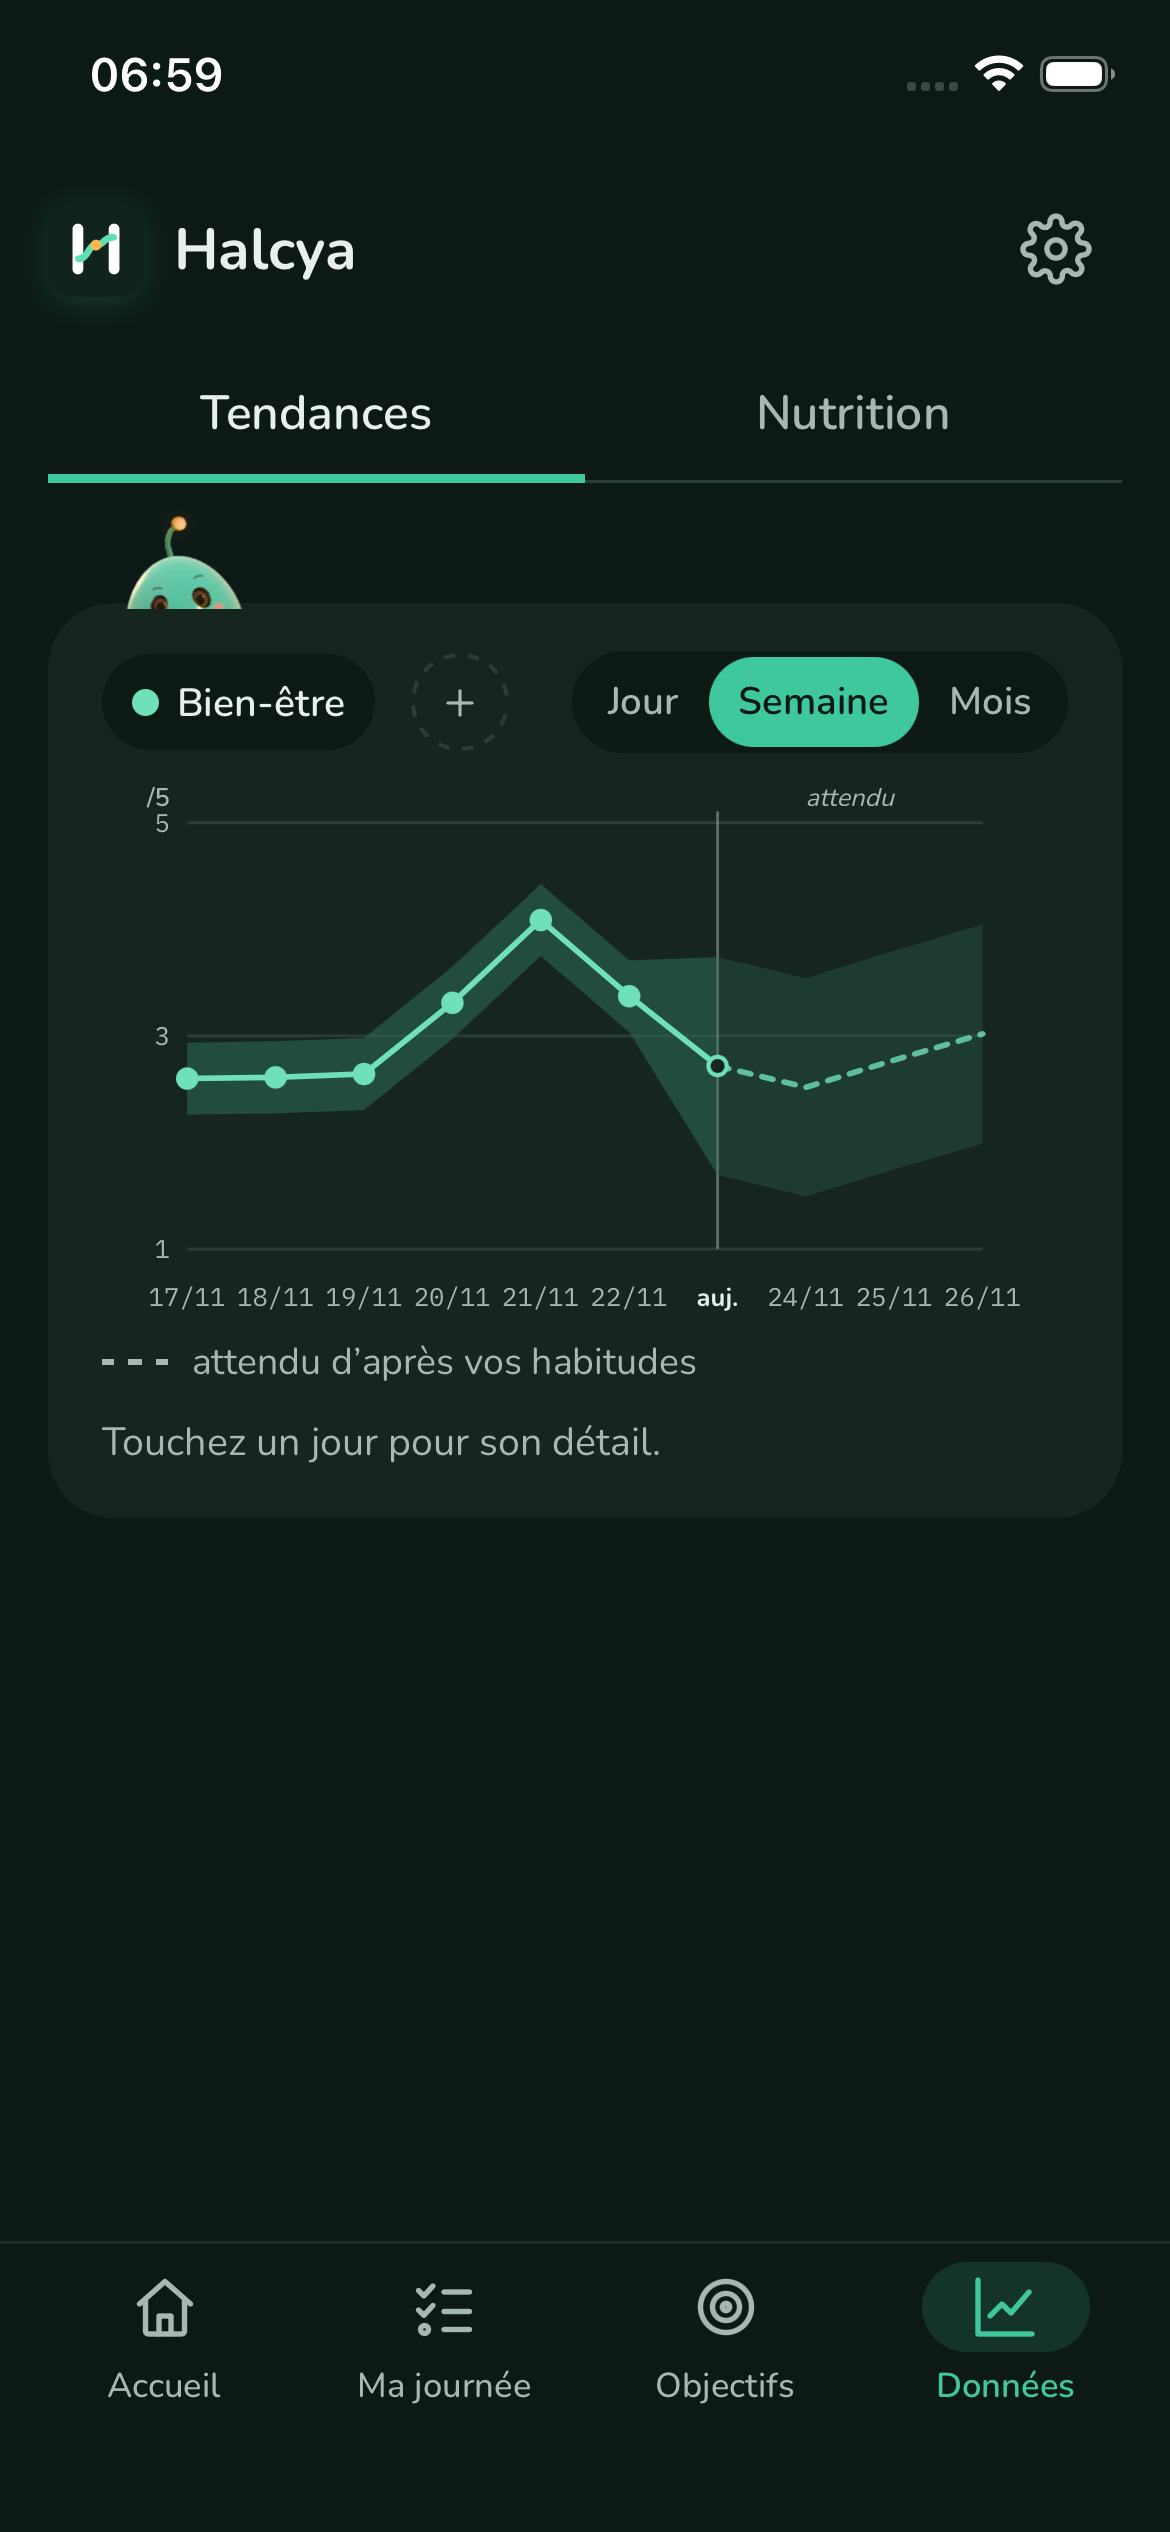 06:59
Halcya
Tendances Nutrition
Bien-être + Jour Semaine Mois
/5 attendu
5
3
1
17/11 18/11 19/11 20/11 21/11 22/11 auj. 24/11 25/11 26/11
attendu d’après vos habitudes
Touchez un jour pour son détail.
Accueil Ma journée Objectifs Données